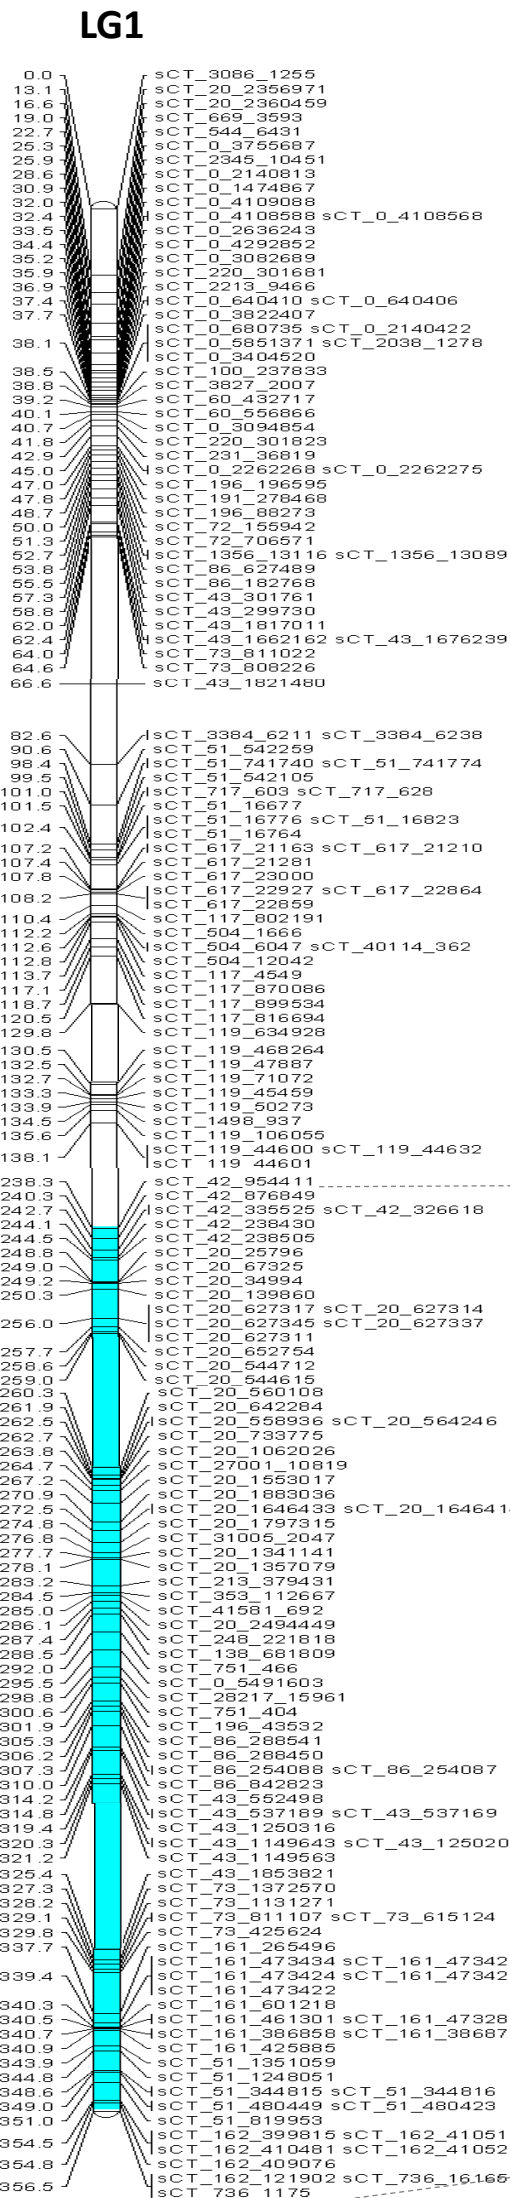 LG1
0.0 sCT_3086_1255
13.1 sCT_20_2356971
16.6 sCT_20_2360459
19.0 sCT_669_3593
22.7 sCT_544_6431
25.3 sCT_0_3755687
25.9 sCT_2345_10451
28.6 sCT_0_2140813
30.9 sCT_0_1474867
32.0 sCT_0_4109088
32.4 sCT_0_4108588 sCT_0_4108568
33.5 sCT_0_2636243
34.4 sCT_0_4292852
35.2 sCT_0_3082689
35.9 sCT_220_301681
36.9 sCT_2213_9466
37.4 sCT_0_640410 sCT_0_640406
37.7 sCT_0_3822407
sCT_0_680735 sCT_0_2140422
38.1 sCT_0_5851371 sCT_2038_1278
sCT_0_3404520
38.5 sCT_100_237833
38.8 sCT_3827_2007
39.2 sCT_60_432717
40.1 sCT_60_556866
40.7 sCT_0_3094854
41.8 sCT_220_301823
42.9 sCT_231_36819
45.0 sCT_0_2262268 sCT_0_2262275
47.0 sCT_196_196595
47.8 sCT_191_278468
48.7 sCT_196_88273
50.0 sCT_72_155942
51.3 sCT_72_706571
52.7 sCT_1356_13116 sCT_1356_13089
53.8 sCT_86_627489
55.5 sCT_86_182768
57.3 sCT_43_301761
58.8 sCT_43_299730
62.0 sCT_43_1817011
62.4 sCT_43_1662162 sCT_43_1676239
64.0 sCT_73_811022
64.6 sCT_73_808226
66.6 sCT_43_1821480
82.6 sCT_3384_6211 sCT_3384_6238
90.6 sCT_51_542259
98.4 sCT_51_741740 sCT_51_741774
99.5 sCT_51_542105
101.0 sCT_717_603 sCT_717_628
101.5 sCT_51_16677
102.4 sCT_51_16776 sCT_51_16823
sCT_51_16764
107.2 sCT_617_21163 sCT_617_21210
107.4 sCT_617_21281
107.8 sCT_617_23000
108.2 sCT_617_22927 sCT_617_22864
sCT_617_22859
110.4 sCT_117_802191
112.2 sCT_504_1666
112.6 sCT_504_6047 sCT_40114_362
112.8 sCT_504_12042
113.7 sCT_117_4549
117.1 sCT_117_870086
118.7 sCT_117_899534
120.5 sCT_117_816694
129.8 sCT_119_634928
130.5 sCT_119_468264
132.5 sCT_119_47887
132.7 sCT_119_71072
133.3 sCT_119_45459
133.9 sCT_119_50273
134.5 sCT_1498_937
135.6 sCT_119_106055
138.1 sCT_119_44600 sCT_119_44632
sCT_119_44601
238.3 sCT_42_954411
240.3 sCT_42_876849
242.7 sCT_42_335525 sCT_42_326618
244.1 sCT_42_238430
244.5 sCT_42_238505
248.8 sCT_20_25796
249.0 sCT_20_67325
249.2 sCT_20_34994
250.3 sCT_20_139860
sCT_20_627317 sCT_20_627314
256.0 sCT_20_627345 sCT_20_627337
sCT_20_627311
257.7 sCT_20_652754
258.6 sCT_20_544712
259.0 sCT_20_544615
260.3 sCT_20_560108
261.9 sCT_20_642284
262.5 sCT_20_558936 sCT_20_564246
262.7 sCT_20_733775
263.8 sCT_20_1062026
264.7 sCT_27001_10819
267.2 sCT_20_1553017
270.9 sCT_20_1883036
272.5 sCT_20_1646433 sCT_20_164641
274.8 sCT_20_1797315
276.8 sCT_31005_2047
277.7 sCT_20_1341141
278.1 sCT_20_1357079
283.2 sCT_213_379431
284.5 sCT_353_112667
285.0 sCT_41581_692
286.1 sCT_20_2494449
287.4 sCT_248_221818
288.5 sCT_138_681809
292.0 sCT_751_466
295.5 sCT_0_5491603
298.8 sCT_28217_15961
300.6 sCT_751_404
301.9 sCT_196_43532
305.3 sCT_86_288541
306.2 sCT_86_288450
307.3 sCT_86_254088 sCT_86_254087
310.0 sCT_86_842823
314.2 sCT_43_552498
314.8 sCT_43_537189 sCT_43_537169
319.4 sCT_43_1250316
320.3 sCT_43_1149643 sCT_43_125020
321.2 sCT_43_1149563
325.4 sCT_43_1853821
327.3 sCT_73_1372570
328.2 sCT_73_1131271
329.1 sCT_73_811107 sCT_73_615124
329.8 sCT_73_425624
337.7 sCT_161_265496
sCT_161_473434 sCT_161_47342
339.4 sCT_161_473424 sCT_161_47342
sCT_161_473422
340.3 sCT_161_601218
340.5 sCT_161_461301 sCT_161_47328
340.7 sCT_161_386858 sCT_161_38687
340.9 sCT_161_425885
343.9 sCT_51_1351059
344.8 sCT_51_1248051
348.6 sCT_51_344815 sCT_51_344816
349.0 sCT_51_480449 sCT_51_480423
351.0 sCT_51_819953
354.5 sCT_162_399815 sCT_162_41051
sCT_162_410481 sCT_162_41052
354.8 sCT_162_409076
356.5 sCT_162_121902 sCT_736_16165
sCT_736_1175